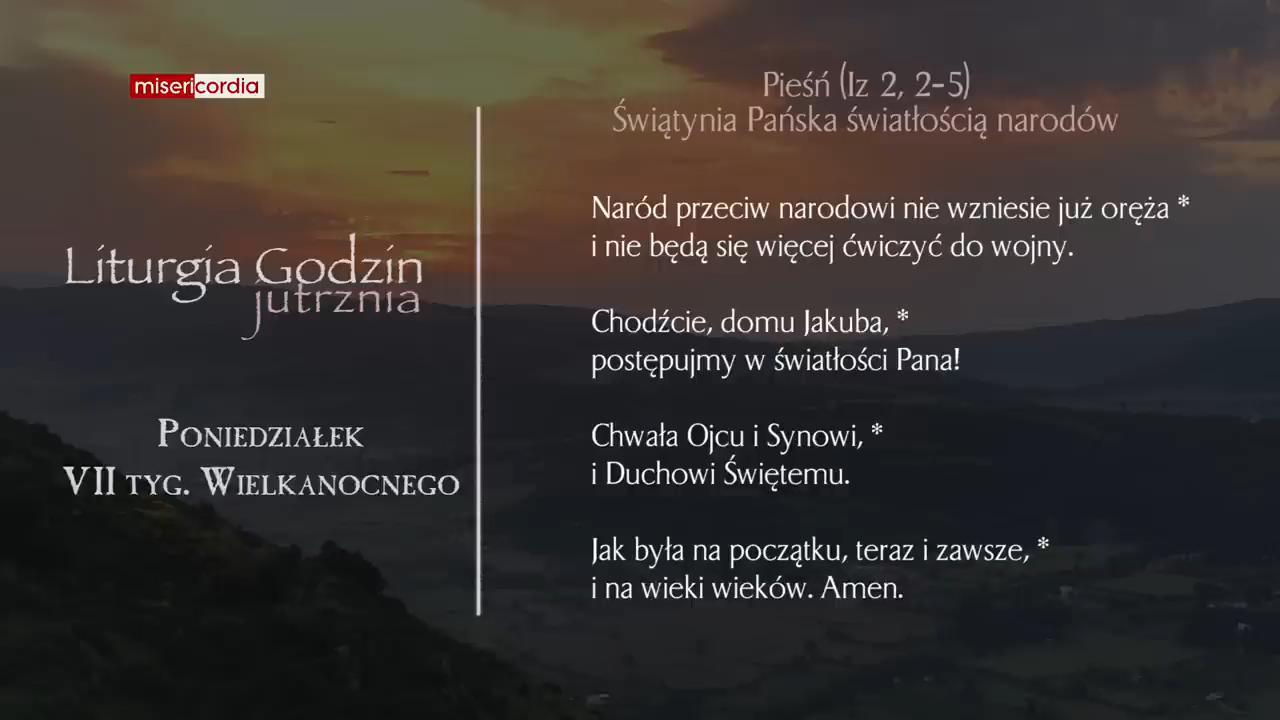 misericordia
Liturgia Godzin
jutrznia
Poniedziałek
VII tyg. Wielkanocnego
Pieśń (Iz 2, 2-5)
Świątynia Pańska światłością narodów
Naród przeciw narodowi nie wzniesie już oręża *
i nie będą się więcej ćwiczyć do wojny.
Chodźcie, domu Jakuba, *
postępujmy w światłości Pana!
Chwała Ojcu i Synowi, *
i Duchowi Świętemu.
Jak była na początku, teraz i zawsze, *
i na wieki wieków. Amen.